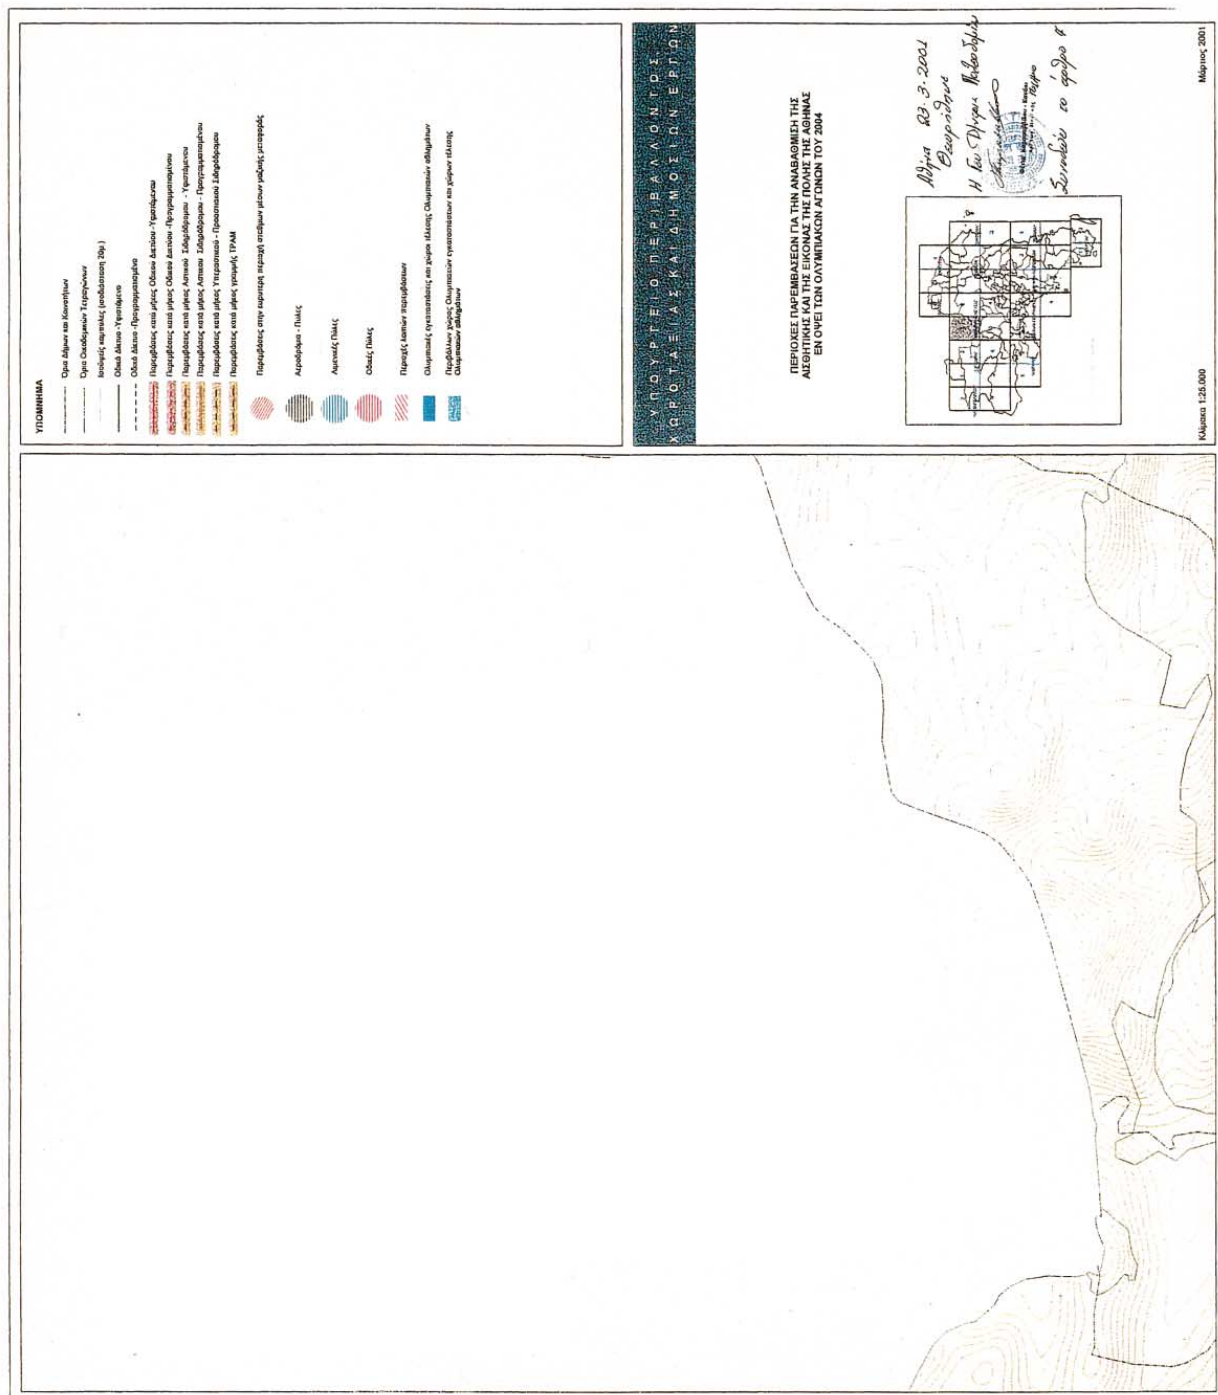 ΥΠΟΜΝΗΜΑ
Όρια Δήμων και Κοινοτήτων
Όρια Οικοδομικών Τετραγώνων
Ισοϋψείς καμπύλες (ισοδιάσταση 20μ.)
Οδικό Δίκτυο -Υφιστάμενο
Οδικό Δίκτυο -Προγραμματισμένο
Παρεμβάσεις κατά μήκος Οδικού Δικτύου -Υφιστάμενου
Παρεμβάσεις κατά μήκος Οδικού Δικτύου -Προγραμματισμένου
Παρεμβάσεις κατά μήκος Αστικού Σιδηρόδρομου - Υφιστάμενου
Παρεμβάσεις κατά μήκος Αστικού Σιδηρόδρομου - Προγραμματισμένου
Παρεμβάσεις κατά μήκος Υπεραστικού - Προαστιακού Σιδηρόδρομου
Παρεμβάσεις κατά μήκος γραμμής ΤΡΑΜ
Παρεμβάσεις στην ευρύτερη περιοχή σταθμών μέσων μαζικής μεταφοράς
Αεροδρόμια - Πύλες
Λιμενικές Πύλες
Οδικές Πύλες
Περιοχές λοιπών παρεμβάσεων
Ολυμπιακές εγκαταστάσεις και χώροι τέλεσης Ολυμπιακών αθλημάτων
Περιβάλλων χώρος Ολυμπιακών εγκαταστάσεων και χώρων τέλεσης
Ολυμπιακών αθλημάτων
ΥΠΟΥΡΓΕΙΟ ΠΕΡΙΒΑΛΛΟΝΤΟΣ
ΧΩΡΟΤΑΞΙΑΣ ΚΑΙ ΔΗΜΟΣΙΩΝ ΕΡΓΩΝ
ΠΕΡΙΟΧΕΣ ΠΑΡΕΜΒΑΣΕΩΝ ΓΙΑ ΤΗΝ ΑΝΑΒΑΘΜΙΣΗ ΤΗΣ
ΑΙΣΘΗΤΙΚΗΣ ΚΑΙ ΤΗΣ ΕΙΚΟΝΑΣ ΤΗΣ ΠΟΛΗΣ ΤΗΣ ΑΘΗΝΑΣ
ΕΝ ΟΨΕΙ ΤΩΝ ΟΛΥΜΠΙΑΚΩΝ ΑΓΩΝΩΝ ΤΟΥ 2004
Αθήνα 23-3-2001
Θεωρήθηκε
Η Γεν.
Συνοδεύει το άρθρο
Κλίμακα 1:25.000
Μάρτιος 2001